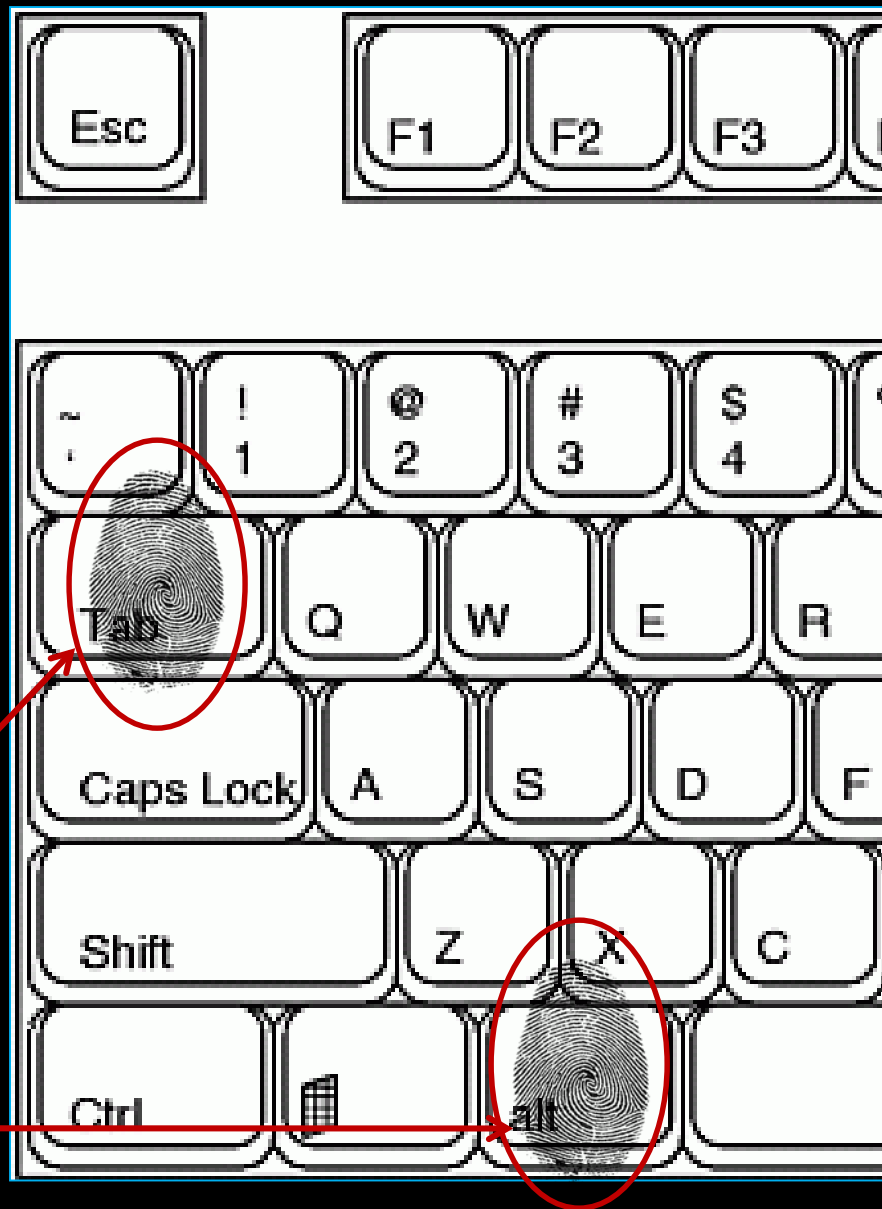 Esc F1 F2 F3
~ ! @ # $
` 1 2 3 4
Tab Q W E R
Caps Lock A S D F
Shift Z X C
Ctrl alt